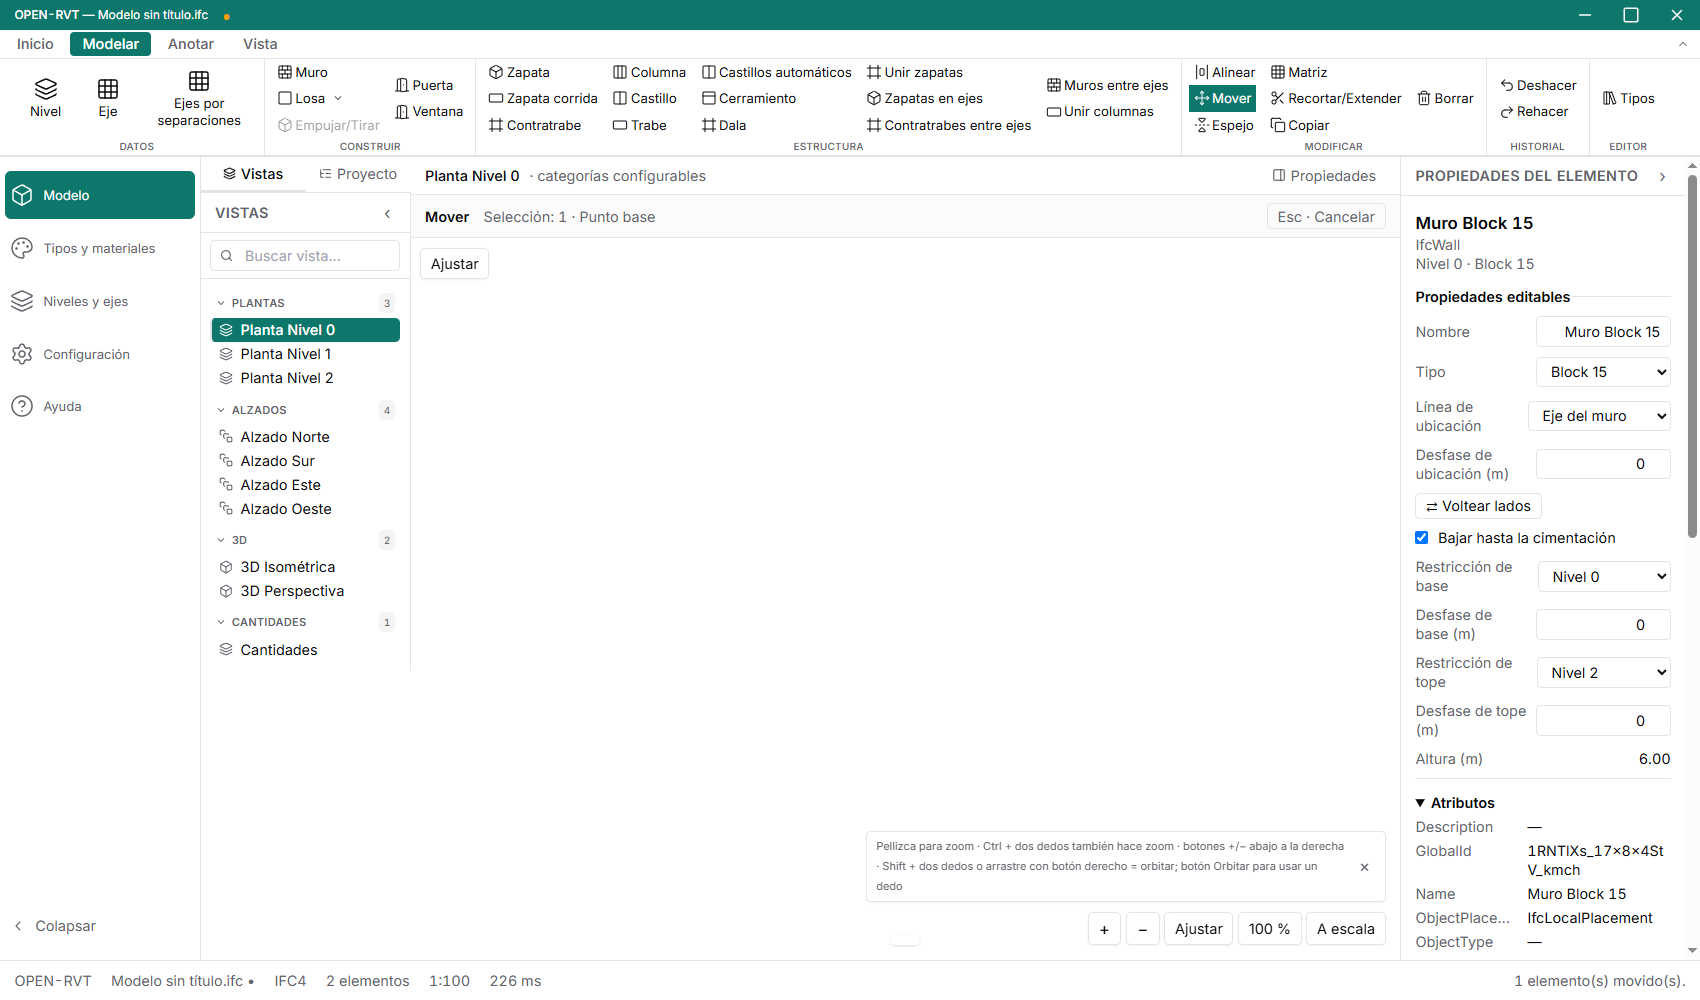 OPEN-RVT — Modelo sin título.ifc
Inicio
Modelar
Anotar
Vista
Nivel
Eje
Ejes por
separaciones
DATOS
Muro
Losa
Empujar/Tirar
Puerta
Ventana
CONSTRUIR
Zapata
Zapata corrida
Contratrabe
Columna
Castillo
Trabe
Castillos automáticos
Cerramiento
Dala
Unir zapatas
Zapatas en ejes
Contratrabes entre ejes
Muros entre ejes
Unir columnas
ESTRUCTURA
Alinear
Mover
Espejo
Matriz
Recortar/Extender
Copiar
Borrar
MODIFICAR
Deshacer
Rehacer
HISTORIAL
Tipos
EDITOR
Modelo
Tipos y materiales
Niveles y ejes
Configuración
Ayuda
Colapsar
Vistas
Proyecto
VISTAS
Buscar vista...
PLANTAS 3
Planta Nivel 0
Planta Nivel 1
Planta Nivel 2
ALZADOS 4
Alzado Norte
Alzado Sur
Alzado Este
Alzado Oeste
3D 2
3D Isométrica
3D Perspectiva
CANTIDADES 1
Cantidades
Planta Nivel 0 · categorías configurables
Propiedades
Mover Selección: 1 · Punto base
Esc · Cancelar
Ajustar
Pellizca para zoom · Ctrl + dos dedos también hace zoom · botones +/− abajo a la derecha
· Shift + dos dedos o arrastre con botón derecho = orbitar; botón Orbitar para usar un
dedo
+ − Ajustar 100 % A escala
PROPIEDADES DEL ELEMENTO
Muro Block 15
IfcWall
Nivel 0 · Block 15
Propiedades editables
Nombre Muro Block 15
Tipo Block 15
Línea de
ubicación Eje del muro
Desfase de
ubicación (m) 0
⇄ Voltear lados
Bajar hasta la cimentación
Restricción de
base Nivel 0
Desfase de
base (m) 0
Restricción de
tope Nivel 2
Desfase de tope
(m) 0
Altura (m) 6.00
Atributos
Description —
GlobalId 1RNTlXs_17×8×4St
V_kmch
Name Muro Block 15
ObjectPlace... IfcLocalPlacement
ObjectType —
OPEN-RVT Modelo sin título.ifc • IFC4 2 elementos 1:100 226 ms
1 elemento(s) movido(s).